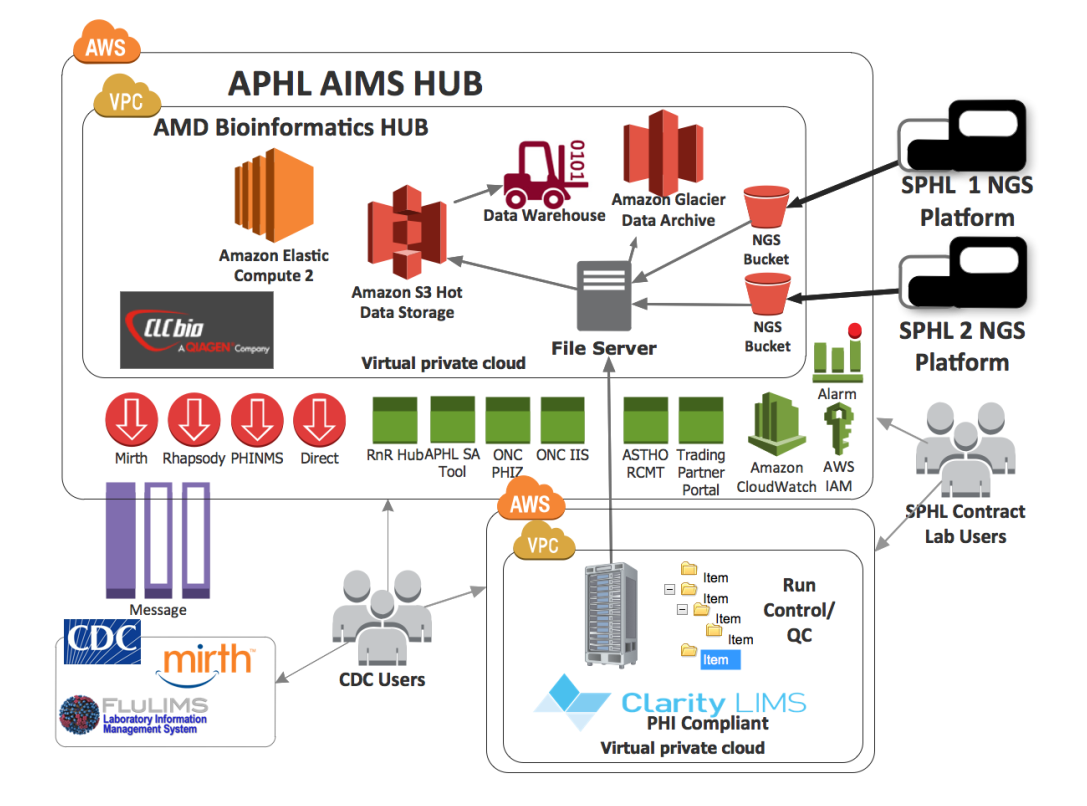 AWS
APHL AIMS HUB
VPC
AMD Bioinformatics HUB
0101
Amazon Elastic
Compute 2
Amazon S3 Hot
Data Storage
Data Warehouse
Amazon Glacier
Data Archive
NGS
Bucket
NGS
Bucket
SPHL 1 NGS
Platform
SPHL 2 NGS
Platform
CLC bio
A QIAGEN Company
File Server
Virtual private cloud
Alarm
Mirth
Rhapsody
PHINMS
Direct
RnR Hub
APHL SA
Tool
ONC
PHIZ
ONC IIS
ASTHO
RCMT
Trading
Partner
Portal
Amazon
CloudWatch
AWS
IAM
SPHL Contract
Lab Users
Message
AWS
VPC
Item
Item
Item
Item
Item
Run
Control/
QC
CDC Users
CDC
mirth™
FLULIMS
Laboratory Information
Management System
Clarity LIMS
PHI Compliant
Virtual private cloud